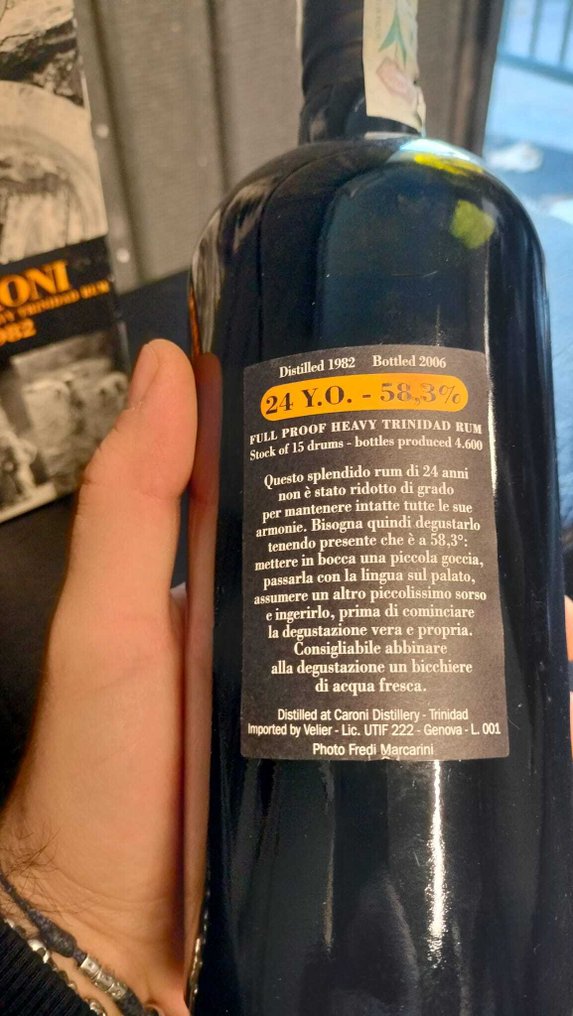 RONI
HEAVY TRINIDAD RUM
1982
Distilled 1982 Bottled 2006
24 Y.O. - 58,3%
FULL PROOF HEAVY TRINIDAD RUM
Stock of 15 drums - bottles produced 4.600
Questo splendido rum di 24 anni
non è stato ridotto di grado
per mantenere intatte tutte le sue
armonie. Bisogna quindi degustarlo
tenendo presente che è a 58,3°:
mettere in bocca una piccola goccia,
passarla con la lingua sul palato,
assumere un altro piccolissimo sorso
e ingerirlo, prima di cominciare
la degustazione vera e propria.
Consigliabile abbinare
alla degustazione un bicchiere
di acqua fresca.
Distilled at Caroni Distillery - Trinidad
Imported by Velier - Lic. UTIF 222 - Genova - L. 001
Photo Fredi Marcarini